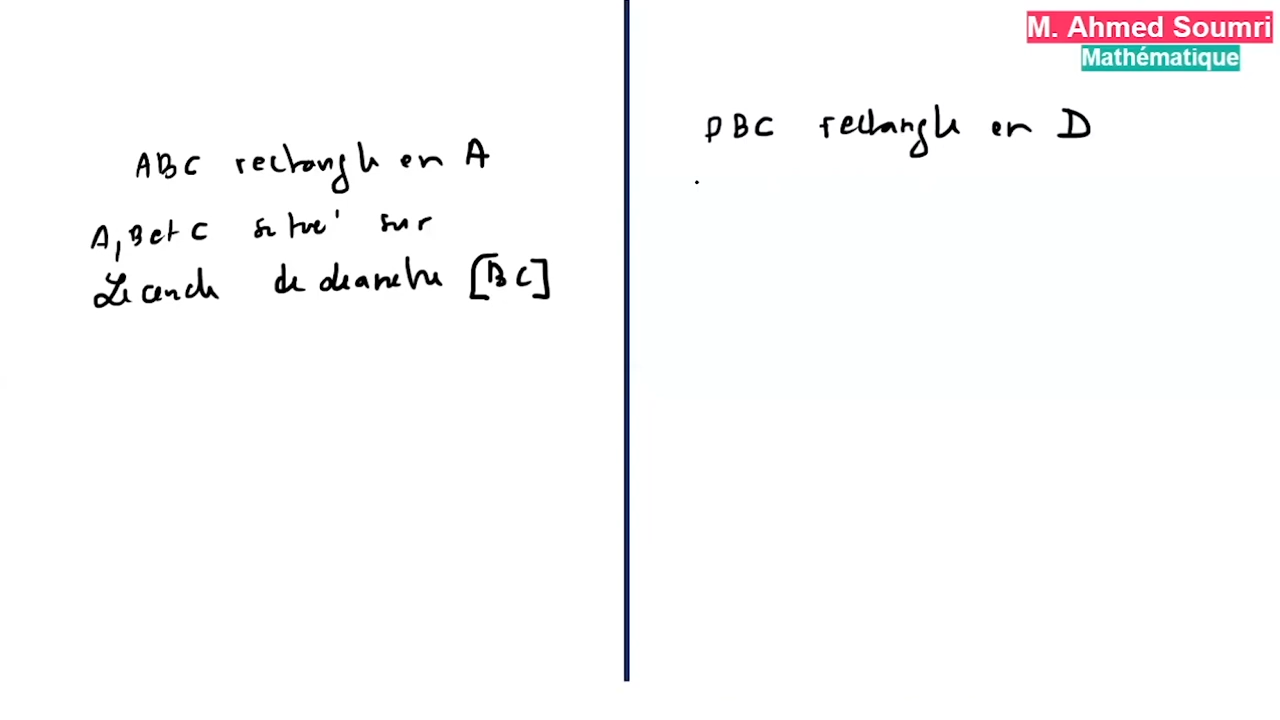 M. Ahmed Soumri
Mathématique
ABC rectangle en A
A, B et C situé sur
Le cercle de diamètre [BC]
DBC rectangle en D